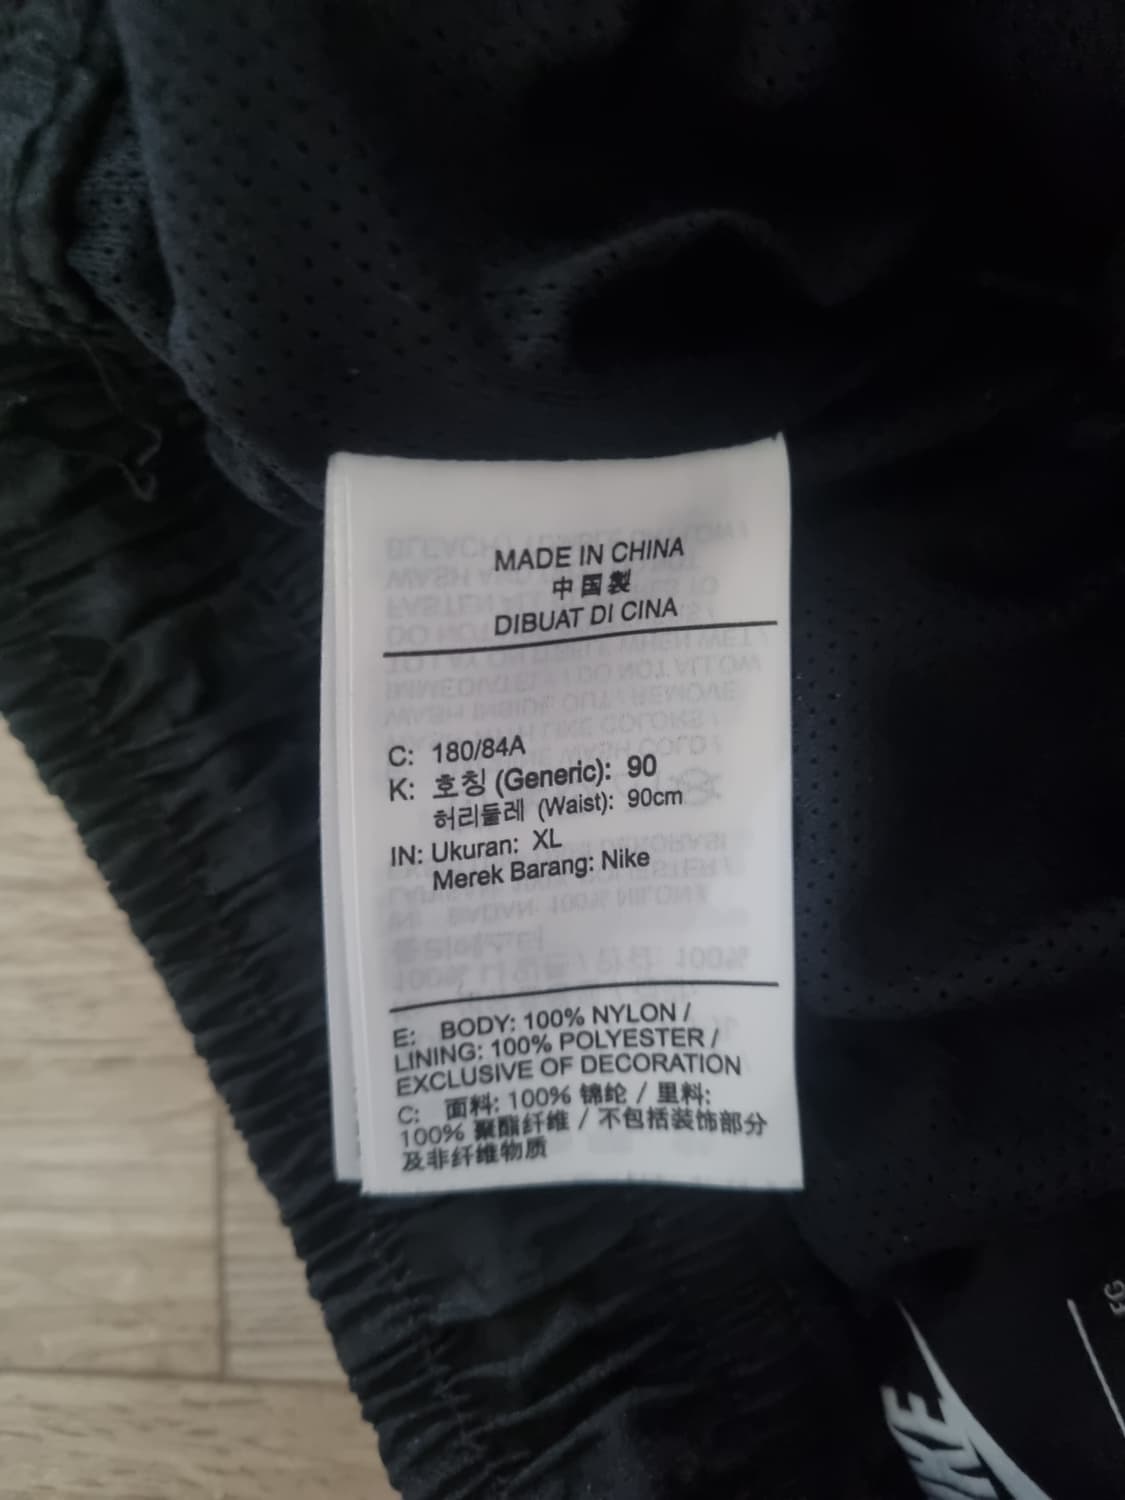 MADE IN CHINA
中国製
DIBUAT DI CINA
C: 180/84A
K: 호칭 (Generic): 90
허리둘레 (Waist): 90cm
IN: Ukuran: XL
Merek Barang: Nike
E: BODY: 100% NYLON /
LINING: 100% POLYESTER /
EXCLUSIVE OF DECORATION
C: 面料: 100% 锦纶 / 里料:
100% 聚酯纤维 / 不包括装饰部分
及非纤维物质
NIKE